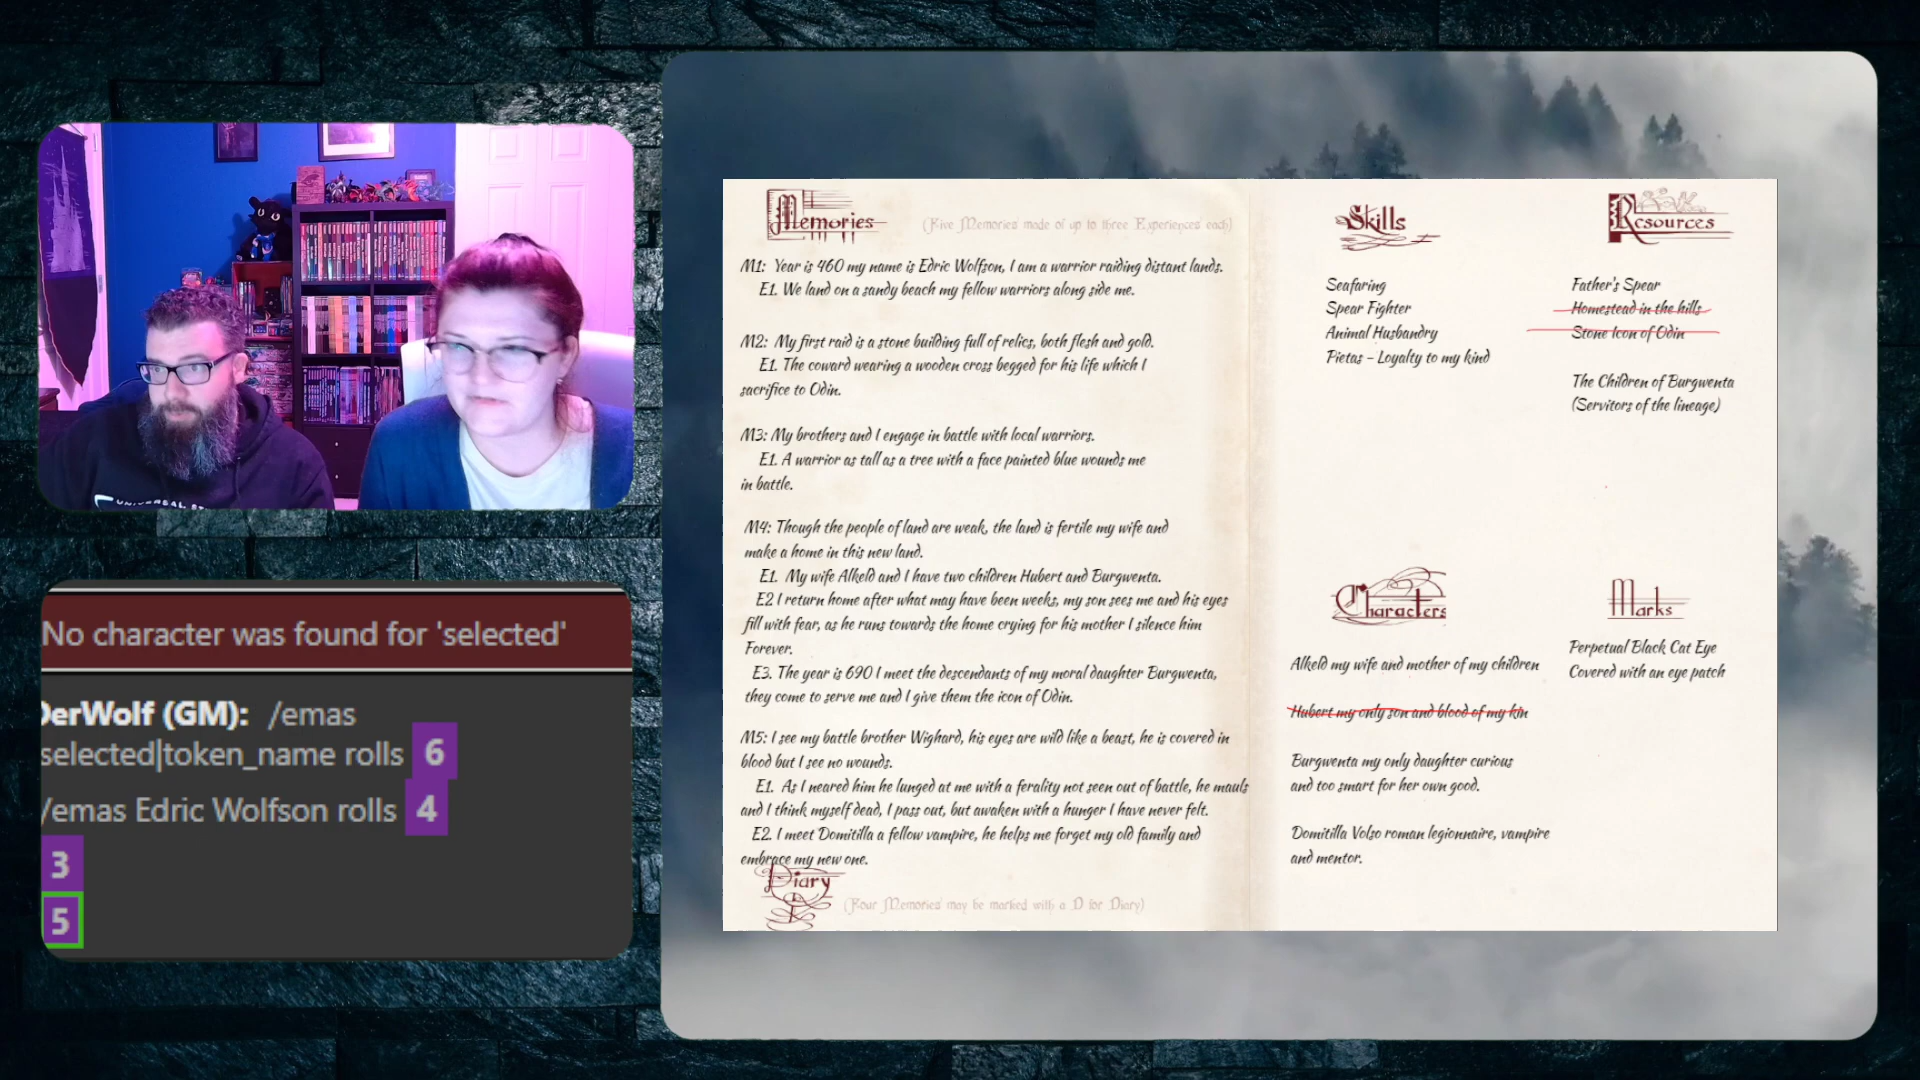 No character was found for 'selected'
DerWolf (GM): /emas
selected|token_name rolls 6
/emas Edric Wolfson rolls 4
3
5
Memories
(Five Memories made of up to three Experiences each)
M1: Year is 460 my name is Edric Wolfson, I am a warrior raiding distant lands.
E1. We land on a sandy beach my fellow warriors along side me.
M2: My first raid is a stone building full of relics, both flesh and gold.
E1. The coward wearing a wooden cross begged for his life which I
sacrifice to Odin.
M3: My brothers and I engage in battle with local warriors.
E1. A warrior as tall as a tree with a face painted blue wounds me
in battle.
M4: Though the people of land are weak, the land is fertile my wife and
make a home in this new land.
E1. My wife Alkeld and I have two children Hubert and Burgwenta.
E2 I return home after what may have been weeks, my son sees me and his eyes
fill with fear, as he runs towards the home crying for his mother I silence him
Forever.
E3. The year is 690 I meet the descendants of my moral daughter Burgwenta,
they come to serve me and I give them the icon of Odin.
M5: I see my battle brother Wighard, his eyes are wild like a beast, he is covered in
blood but I see no wounds.
E1. As I neared him he lunged at me with a ferality not seen out of battle, he mauls
and I think myself dead, I pass out, but awaken with a hunger I have never felt.
E2. I meet Domitilla a fellow vampire, he helps me forget my old family and
embrace my new one.
Diary
(Four Memories may be marked with a D for Diary)
Skills
Seafaring
Spear Fighter
Animal Husbandry
Pietas - Loyalty to my kind
Resources
Father's Spear
Homestead in the hills
Stone Icon of Odin
The Children of Burgwenta
(Servitors of the lineage)
Characters
Alkeld my wife and mother of my children
Hubert my only son and blood of my kin
Burgwenta my only daughter curious
and too smart for her own good.
Domitilla Volso roman legionnaire, vampire
and mentor.
Marks
Perpetual Black Cat Eye
Covered with an eye patch